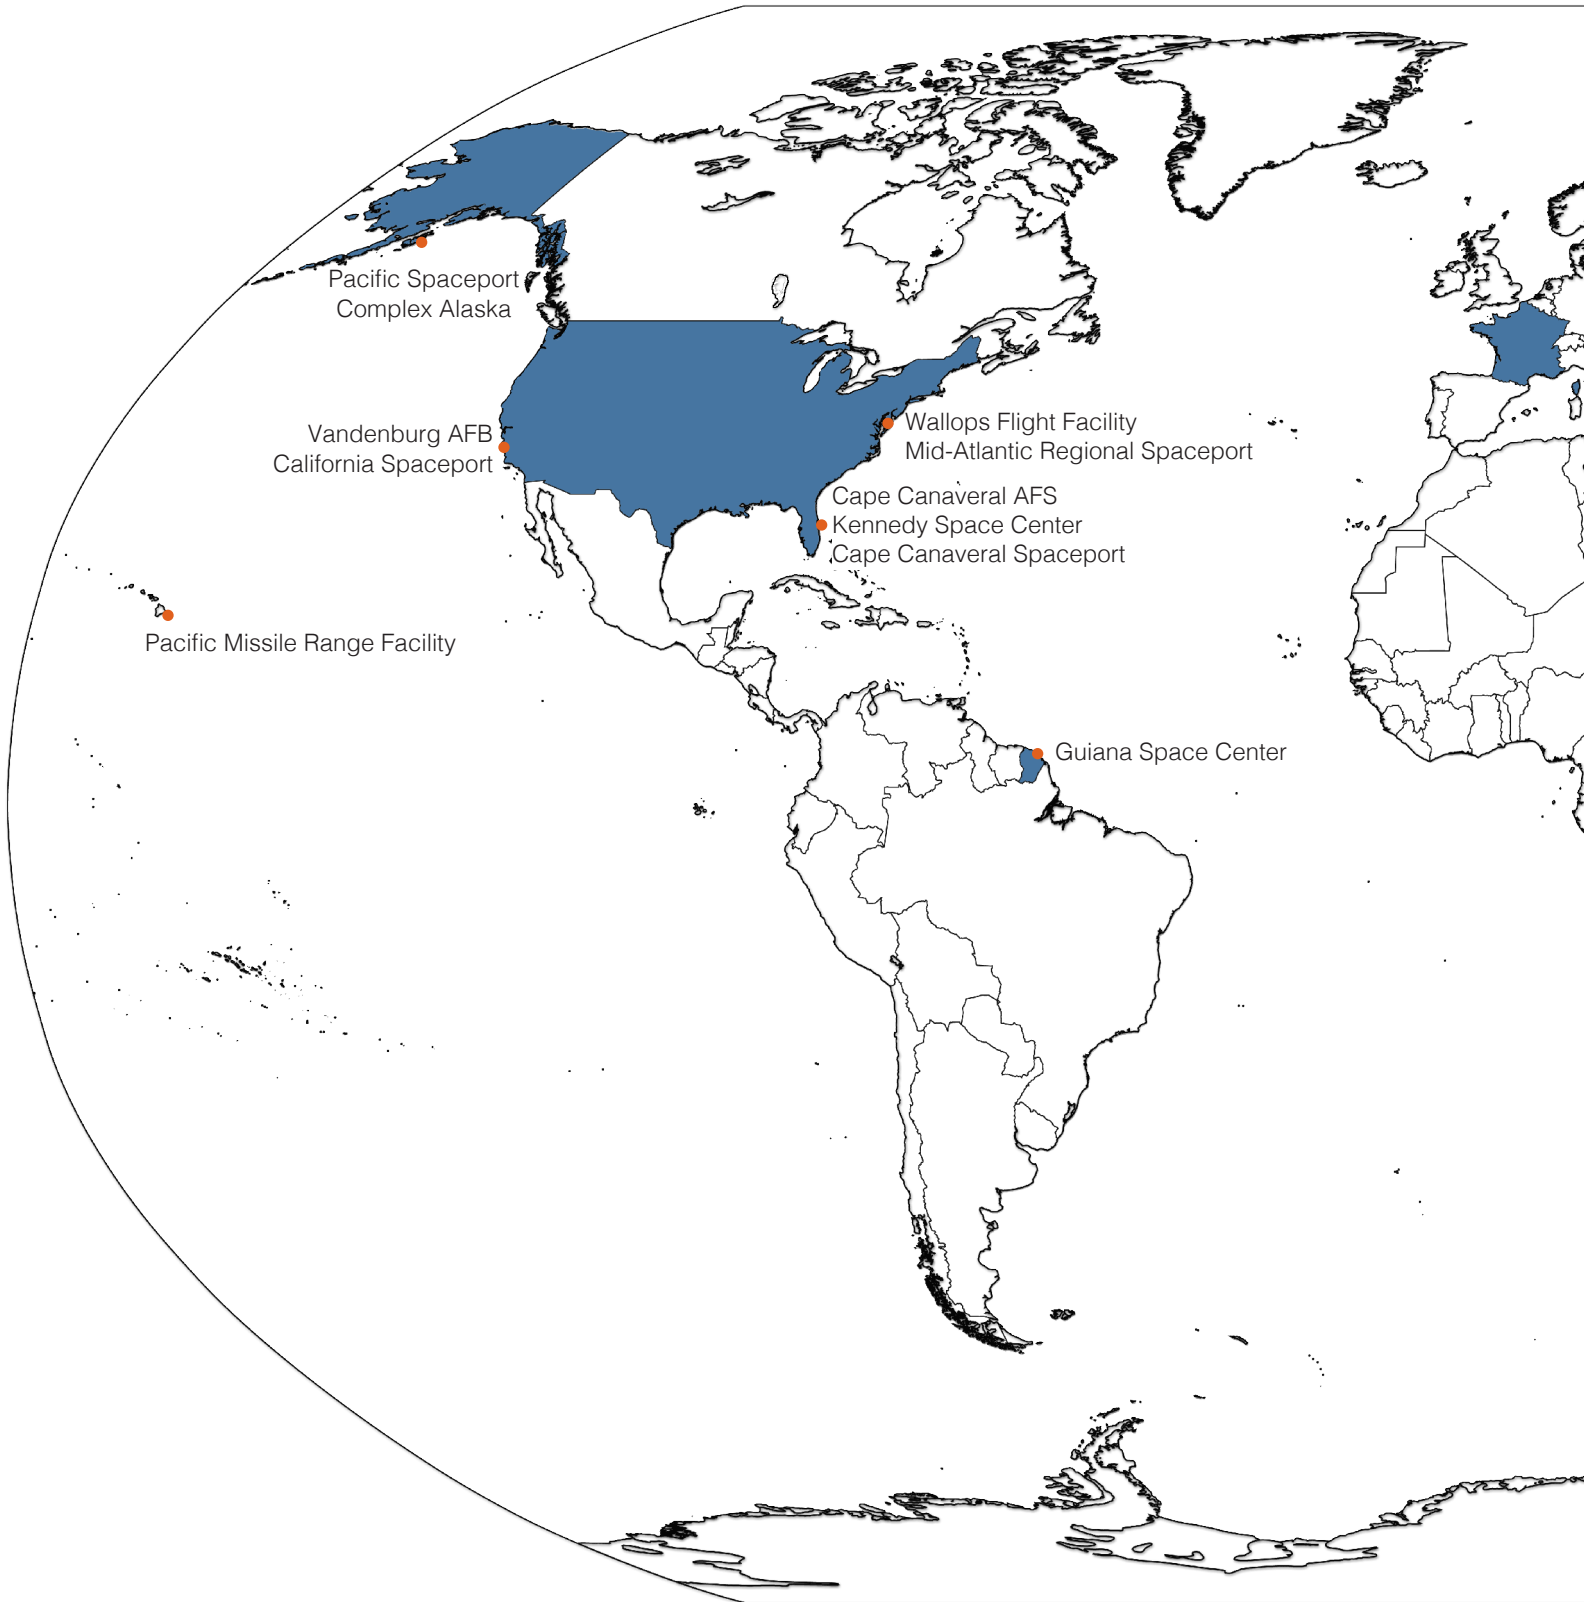 Pacific Spaceport
Complex Alaska
Vandenburg AFB
California Spaceport
Wallops Flight Facility
Mid-Atlantic Regional Spaceport
Cape Canaveral AFS
Kennedy Space Center
Cape Canaveral Spaceport
Pacific Missile Range Facility
Guiana Space Center